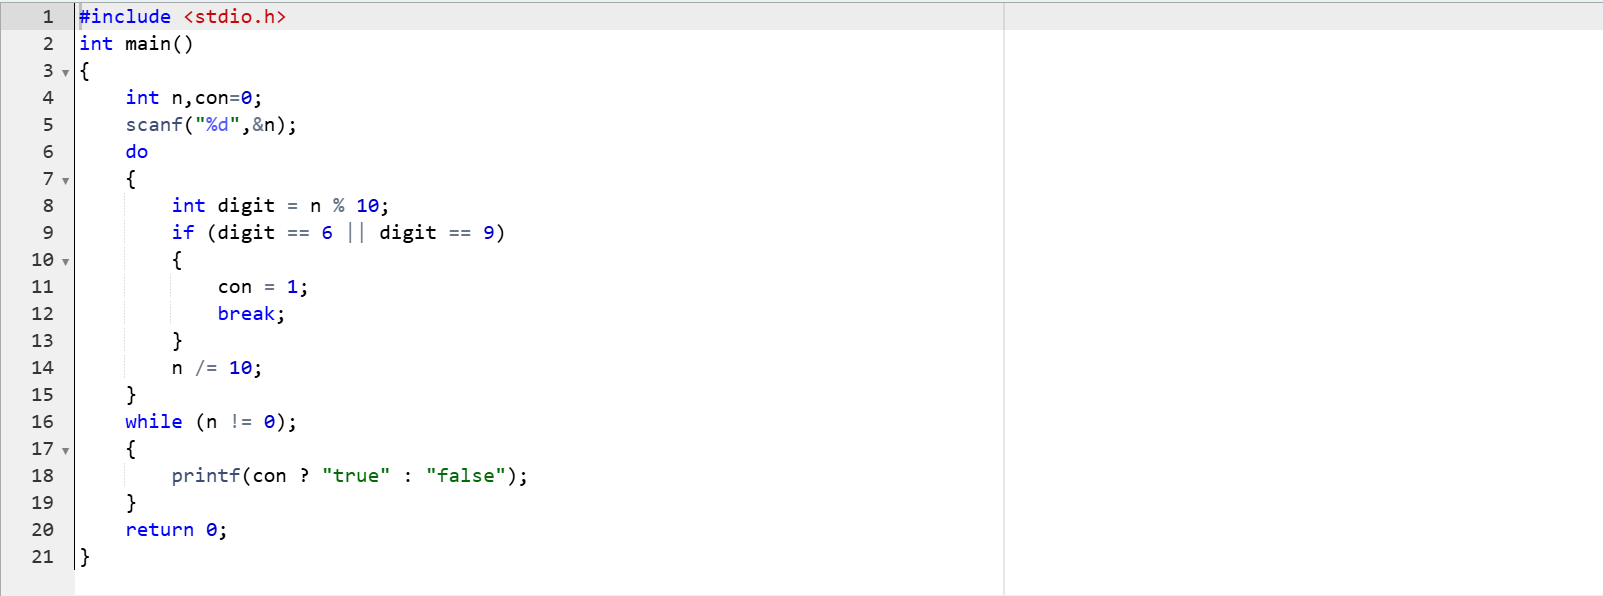 1 #include <stdio.h>
2 int main()
3 {
4     int n,con=0;
5     scanf("%d",&n);
6     do
7     {
8         int digit = n % 10;
9         if (digit == 6 || digit == 9)
10         {
11             con = 1;
12             break;
13         }
14         n /= 10;
15     }
16     while (n != 0);
17     {
18         printf(con ? "true" : "false");
19     }
20     return 0;
21 }